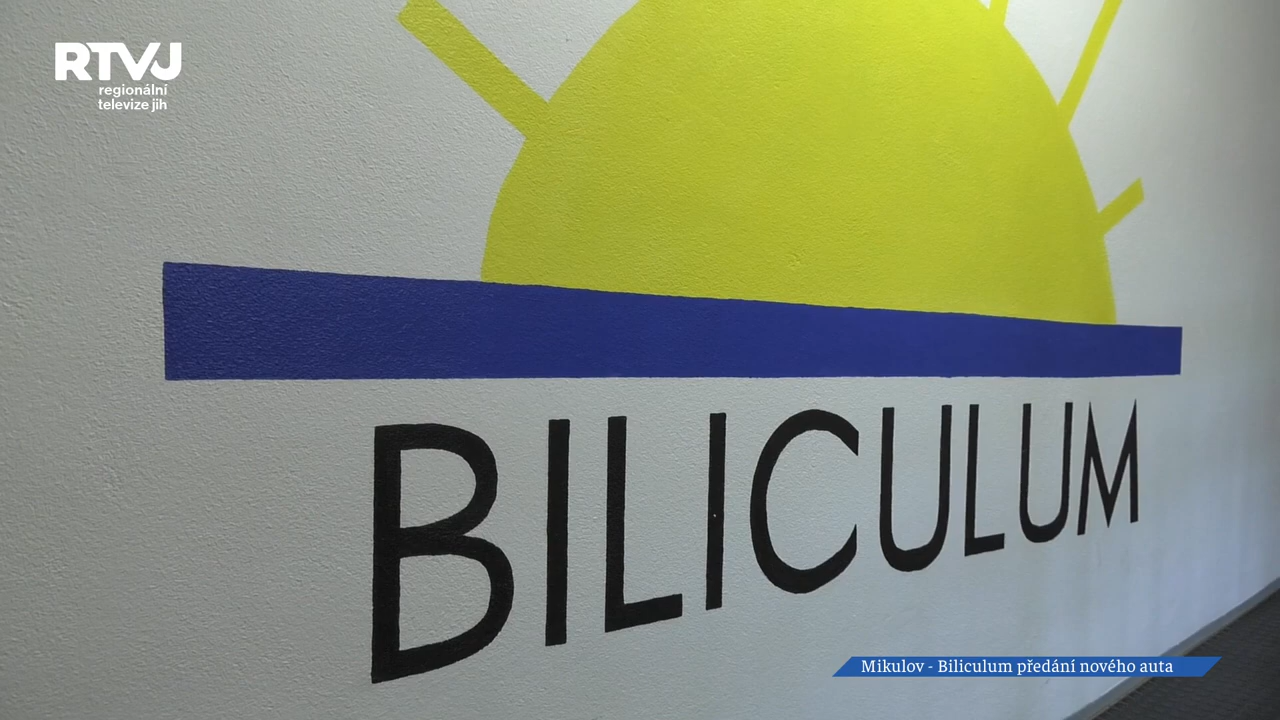 RTVJ
regionální
televize jih
BILICULUM
Mikulov - Biliculum předání nového auta